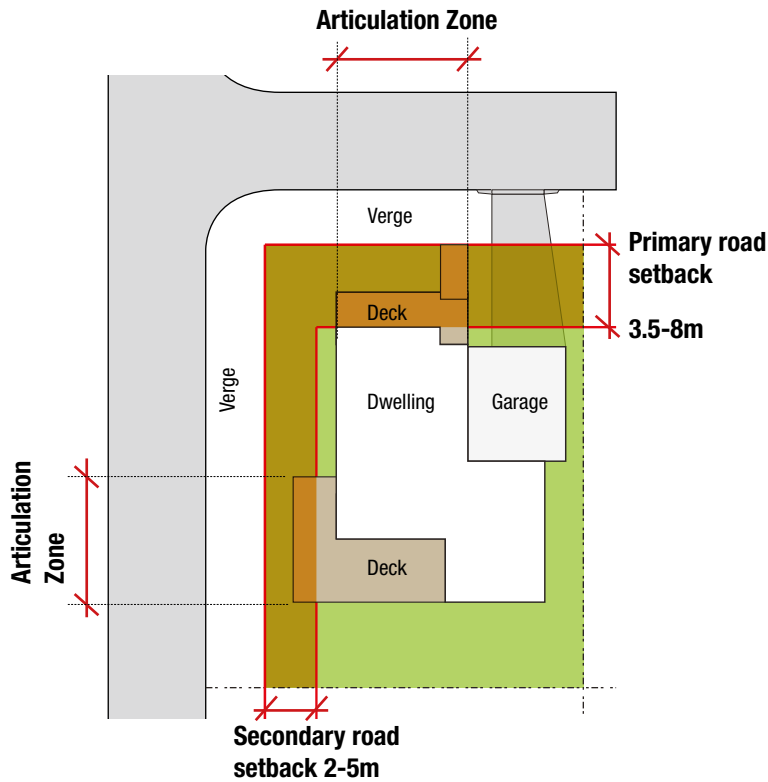 Articulation Zone
Verge
Primary road
setback
3.5-8m
Deck
Verge
Dwelling
Garage
Articulation
Zone
Deck
Secondary road
setback 2-5m